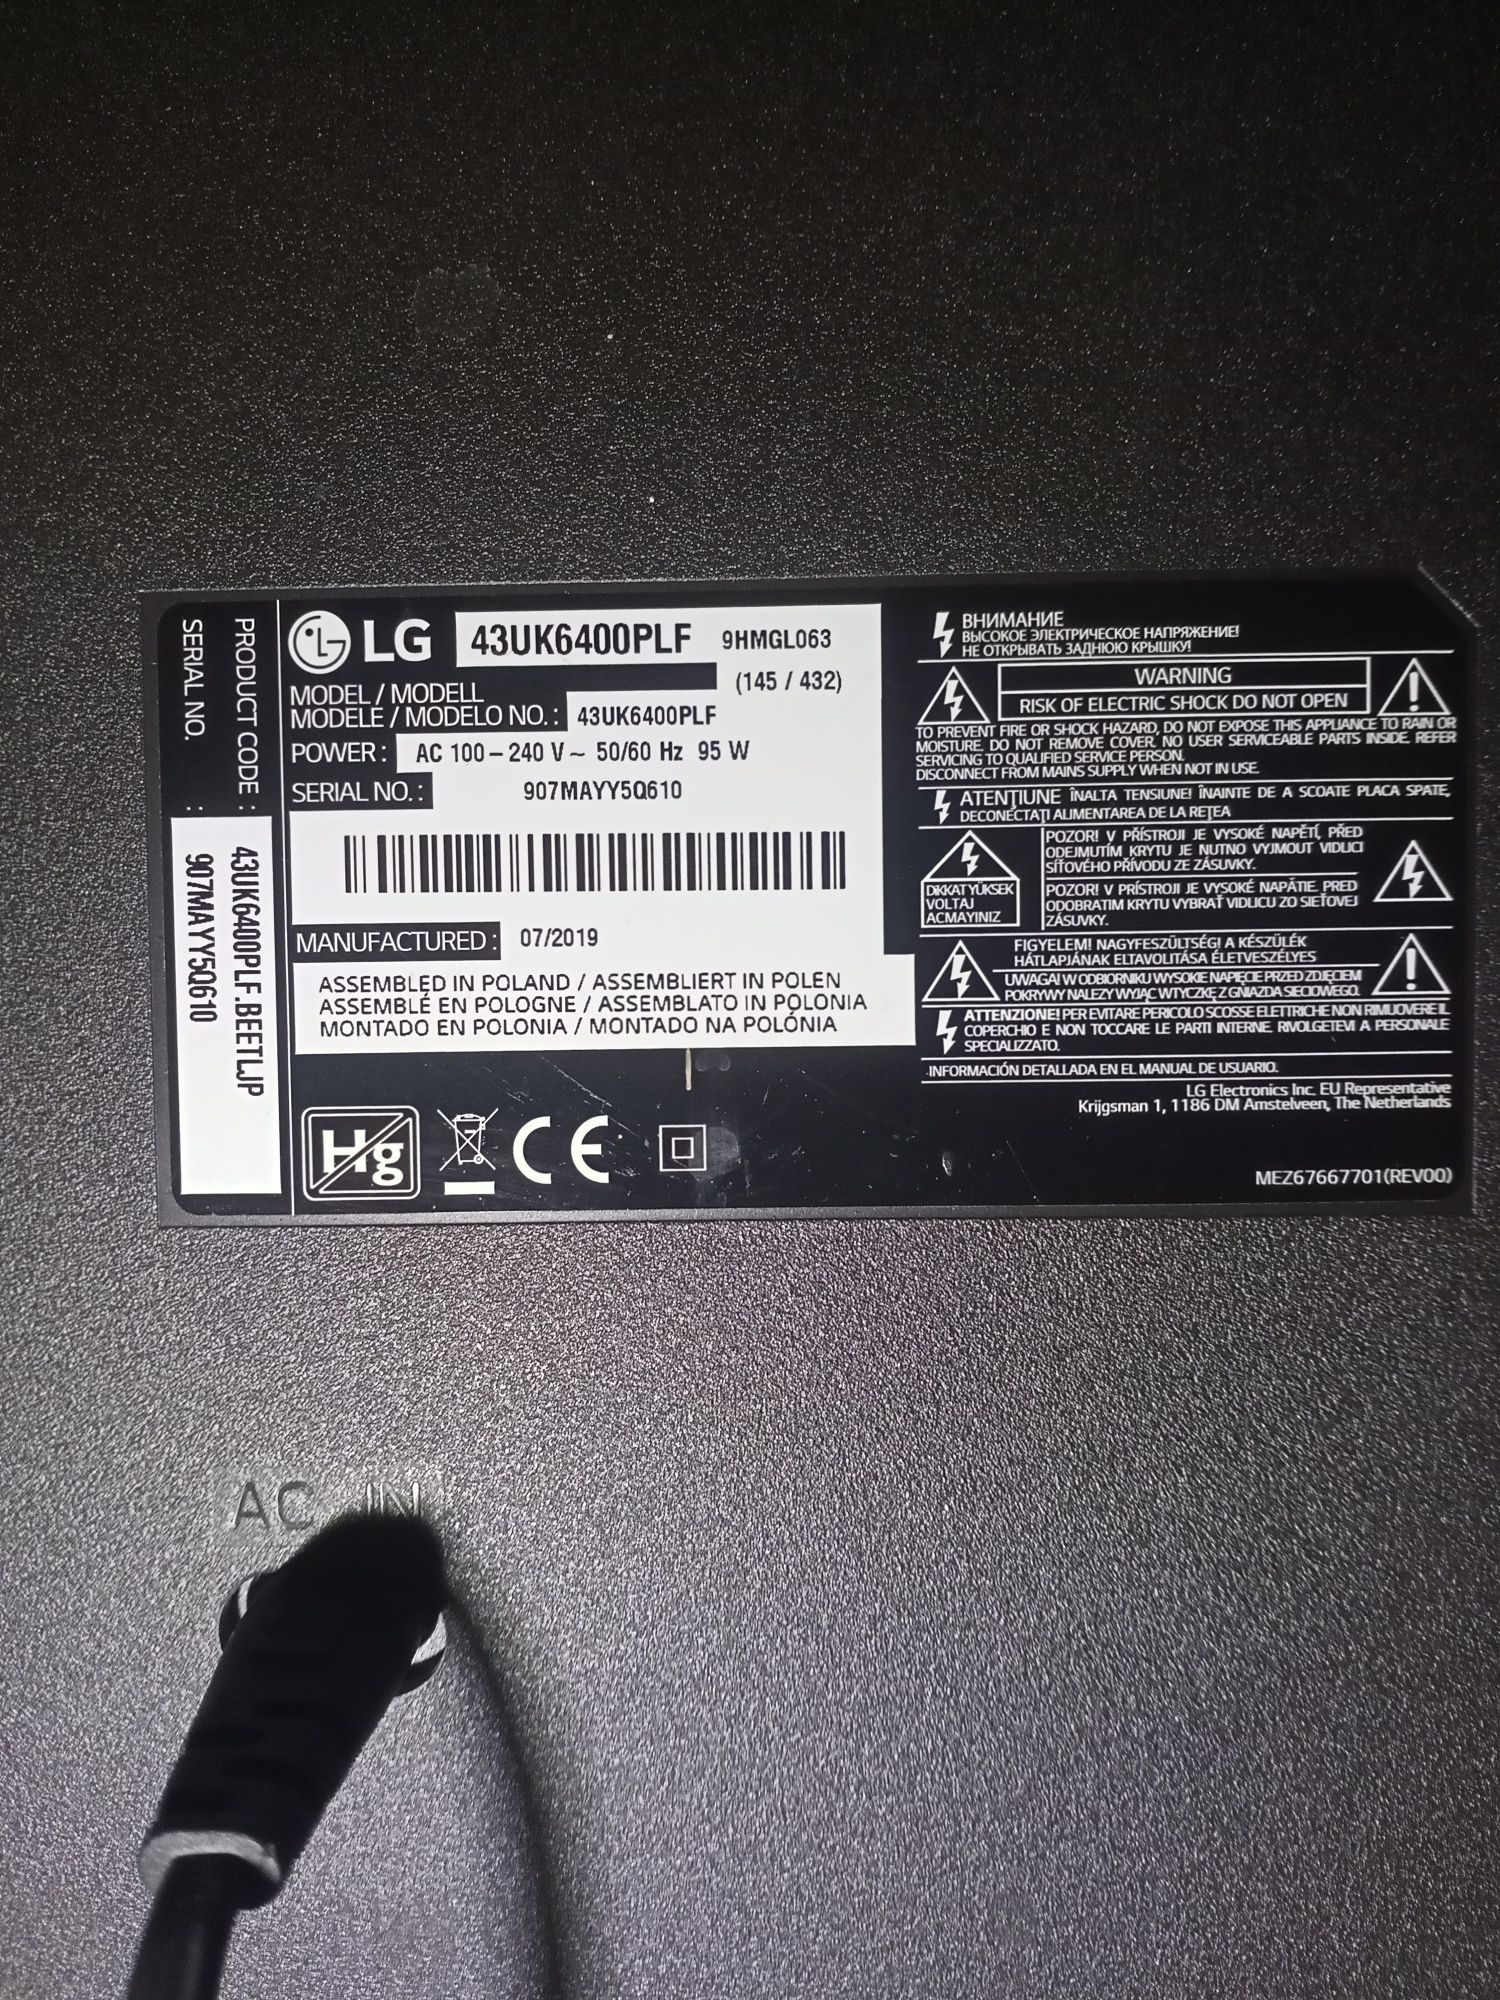 PRODUCT CODE : 43UK6400PLF.BEETLJP
SERIAL NO. : 907MAYY5Q610
LG 43UK6400PLF 9HMGL063
(145 / 432)
MODEL / MODELL
MODELE / MODELO NO. : 43UK6400PLF
POWER : AC 100 – 240 V ~ 50/60 Hz 95 W
SERIAL NO. : 907MAYY5Q610
MANUFACTURED : 07/2019
ASSEMBLED IN POLAND / ASSEMBLIERT IN POLEN
ASSEMBLÉ EN POLOGNE / ASSEMBLATO IN POLONIA
MONTADO EN POLONIA / MONTADO NA POLÓNIA
Hg
CE
ВНИМАНИЕ
ВЫСОКОЕ ЭЛЕКТРИЧЕСКОЕ НАПРЯЖЕНИЕ!
НЕ ОТКРЫВАТЬ ЗАДНЮЮ КРЫШКУ!
WARNING
RISK OF ELECTRIC SHOCK DO NOT OPEN
TO PREVENT FIRE OR SHOCK HAZARD, DO NOT EXPOSE THIS APPLIANCE TO RAIN OR
MOISTURE. DO NOT REMOVE COVER. NO USER SERVICEABLE PARTS INSIDE. REFER
SERVICING TO QUALIFIED SERVICE PERSON.
DISCONNECT FROM MAINS SUPPLY WHEN NOT IN USE.
ATENŢIUNE ÎNALTA TENSIUNE! ÎNAINTE DE A SCOATE PLACA SPATE,
DECONECTAŢI ALIMENTAREA DE LA REŢEA
DIKKAT YÜKSEK
VOLTAJ
AÇMAYINIZ
POZOR! V PŘÍSTROJI JE VYSOKÉ NAPĚTÍ, PŘED
ODEJMUTÍM KRYTU JE NUTNO VYJMOUT VIDLICI
SÍŤOVÉHO PŘÍVODU ZE ZÁSUVKY.
POZOR! V PRÍSTROJI JE VYSOKÉ NAPÄTIE, PRED
ODOBRATIM KRYTU VYBRAŤ VIDLICU ZO SIEŤOVEJ
ZÁSUVKY.
FIGYELEM! NAGYFESZÜLTSÉG! A KÉSZÜLÉK
HÁTLAPJÁNAK ELTAVOLITÁSA ÉLETVESZÉLYES
UWAGA! W ODBIORNIKU WYSOKIE NAPIĘCIE PRZED ZDJĘCIEM
POKRYWY NALEŻY WYJĄĆ WTYCZKĘ Z GNIAZDA SIECIOWEGO.
ATTENZIONE! PER EVITARE PERICOLO SCOSSE ELETTRICHE NON RIMUOVERE IL
COPERCHIO E NON TOCCARE LE PARTI INTERNE. RIVOLGETEVI A PERSONALE
SPECIALIZZATO.
·INFORMACIÓN DETALLADA EN EL MANUAL DE USUARIO.
LG Electronics Inc. EU Representative
Krijgsman 1, 1186 DM Amstelveen, The Netherlands
MEZ67667701(REV00)
AC IN